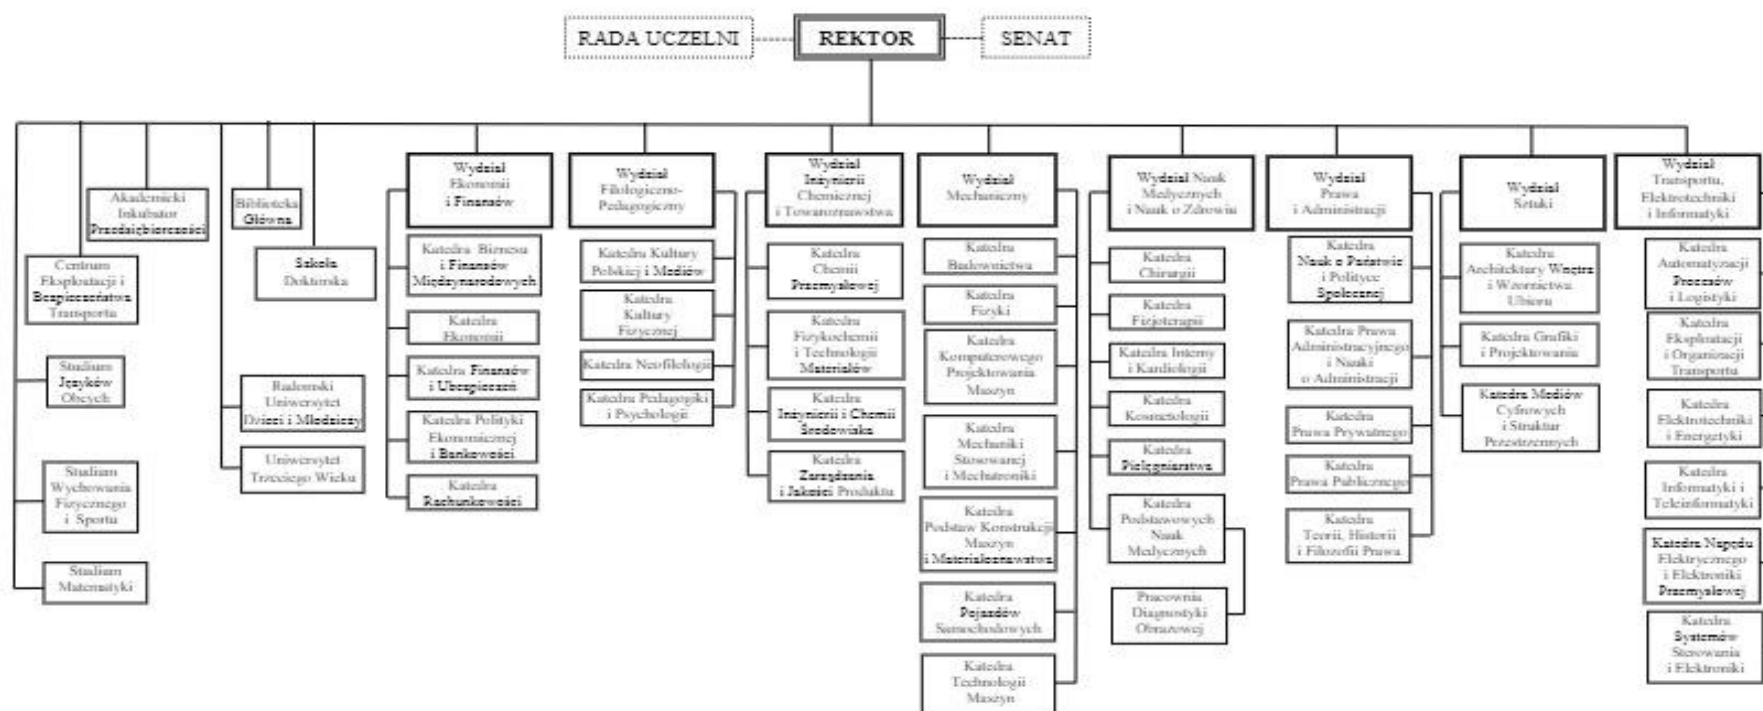 RADA UCZELNI
REKTOR
SENAT
Akademicki
Inkubator
Przedsiębiorczości
Centrum
Eksploatacji i
Bezpieczeństwa
Transportu
Studium
Języków
Obcych
Studium
Wychowania
Fizycznego
i Sportu
Studium
Matematyki
Biblioteka
Główna
Szkoła
Doktorska
Radomski
Uniwersytet
Dzieci i Młodzieży
Uniwersytet
Trzeciego Wieku
Wydział
Ekonomii
i Finansów
Katedra Biznesu
i Finansów
Międzynarodowych
Katedra
Ekonomii
Katedra Finansów
i Ubezpieczeń
Katedra Polityki
Ekonomicznej
i Bankowości
Katedra
Rachunkowości
Wydział
Filologiczno-
Pedagogiczny
Katedra Kultury
Polskiej i Mediów
Katedra
Kultury
Fizycznej
Katedra Neofilologii
Katedra Pedagogiki
i Psychologii
Wydział
Inżynierii
Chemicznej
i Towaroznawstwa
Katedra
Chemii
Przemysłowej
Katedra
Fizykochemii
i Technologii
Materiałów
Katedra
Inżynierii i Chemii
Środowiska
Katedra
Zarządzania
i Jakości Produktu
Wydział
Mechaniczny
Katedra
Budownictwa
Katedra
Fizyki
Katedra
Komputerowego
Projektowania
Maszyn
Katedra
Mechaniki
Stosowanej
i Mechatroniki
Katedra
Podstaw Konstrukcji
Maszyn
i Materiałoznawstwa
Katedra
Pojazdów
Samochodowych
Katedra
Technologii
Maszyn
Wydział Nauk
Medycznych
i Nauk o Zdrowiu
Katedra
Chirurgii
Katedra
Fizjoterapii
Katedra Interny
i Kardiologii
Katedra
Kosmetologii
Katedra
Pielęgniarstwa
Katedra
Podstawowych
Nauk
Medycznych
Pracownia
Diagnostyki
Obrazowej
Wydział
Prawa
i Administracji
Katedra
Nauk o Państwie
i Polityce
Społecznej
Katedra Prawa
Administracyjnego
i Nauki
o Administracji
Katedra
Prawa Prywatnego
Katedra
Prawa Publicznego
Katedra
Teorii, Historii
i Filozofii Prawa
Wydział
Sztuki
Katedra
Architektury Wnętrz
i Wzornictwa
Ubioru
Katedra Grafiki
i Projektowania
Katedra Mediów
Cyfrowych
i Struktur
Przestrzennych
Wydział
Transportu,
Elektrotechniki
i Informatyki
Katedra
Automatyzacji
Procesów
i Logistyki
Katedra
Eksploatacji
i Organizacji
Transportu
Katedra
Elektrotechniki
i Energetyki
Katedra
Informatyki i
Teleinformatyki
Katedra Napędu
Elektrycznego
i Elektroniki
Przemysłowej
Katedra
Systemów
Sterowania
i Elektroniki